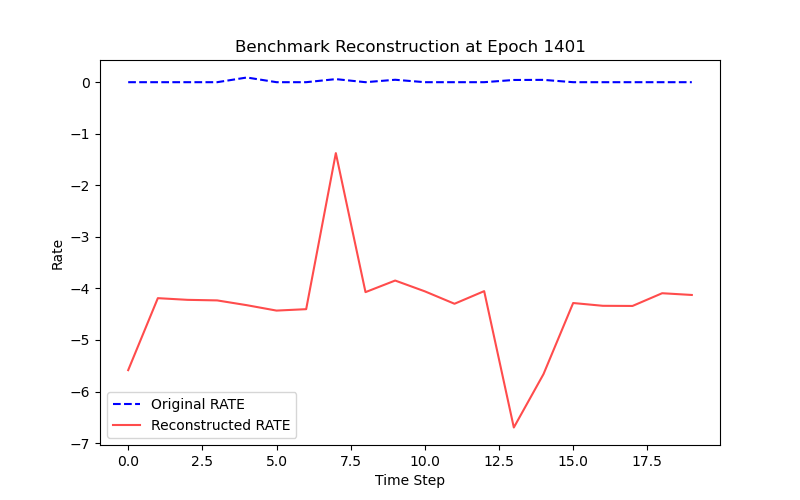 Benchmark Reconstruction at Epoch 1401
Rate
0
−1
−2
−3
−4
−5
−6
−7
Original RATE
Reconstructed RATE
0.0 2.5 5.0 7.5 10.0 12.5 15.0 17.5
Time Step